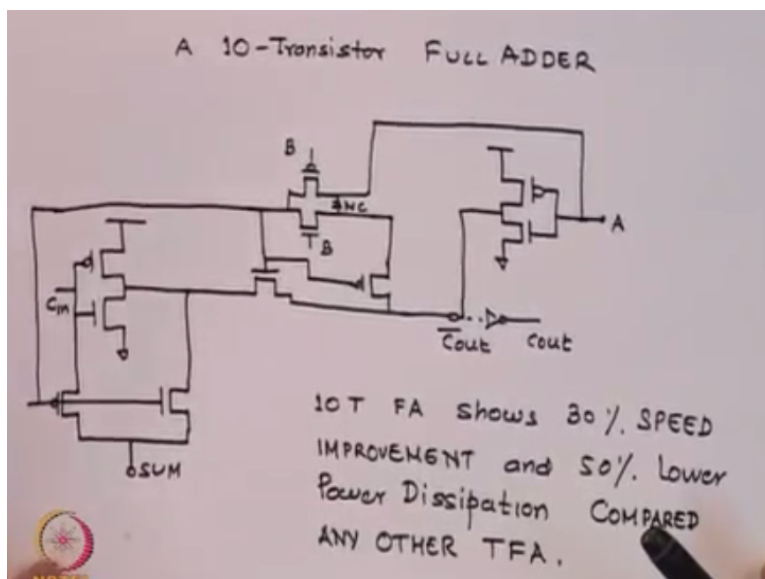 A 10-Transistor FULL ADDER
B
NC
A
B
Cin
C̅out Cout
SUM
10T FA shows 30%. SPEED
IMPROVEMENT and 50%. Lower
Power Dissipation COMPARED
ANY OTHER TFA.